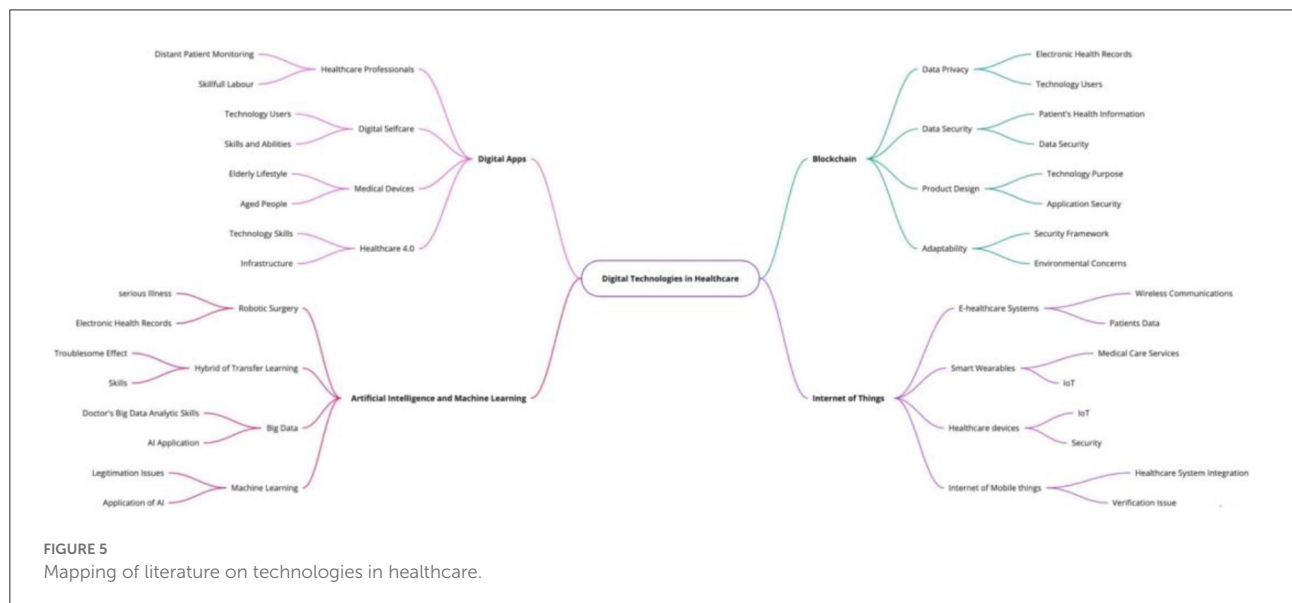 Distant Patient Monitoring
Skillfull Labour
Healthcare Professionals
Technology Users
Skills and Abilities
Digital Selfcare
Elderly Lifestyle
Aged People
Medical Devices
Technology Skills
Infrastructure
Healthcare 4.0
Digital Apps
serious Illness
Electronic Health Records
Robotic Surgery
Troublesome Effect
Skills
Hybrid of Transfer Learning
Doctor's Big Data Analytic Skills
AI Application
Big Data
Legitimation Issues
Application of AI
Machine Learning
Artificial Intelligence and Machine Learning
Digital Technologies in Healthcare
Blockchain
Data Privacy
Electronic Health Records
Technology Users
Data Security
Patient's Health Information
Data Security
Product Design
Technology Purpose
Application Security
Adaptability
Security Framework
Environmental Concerns
Internet of Things
E-healthcare Systems
Wireless Communications
Patients Data
Smart Wearables
Medical Care Services
IoT
Healthcare devices
IoT
Security
Internet of Mobile things
Healthcare System Integration
Verification Issue
FIGURE 5
Mapping of literature on technologies in healthcare.